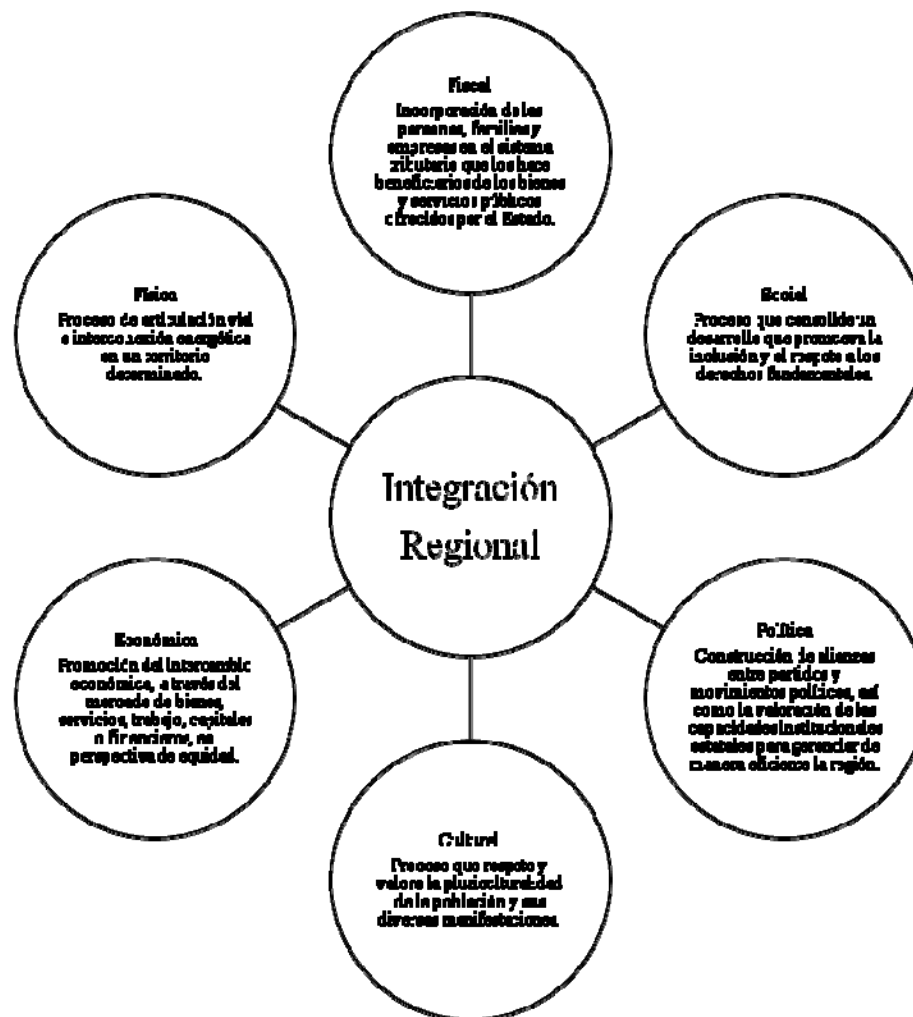 Fiscal
Incorporación de las
personas, familias y
empresas en el sistema
tributario que los hace
beneficiarios de los bienes
y servicios públicos
ofrecidos por el Estado.
Social
Proceso que consolide un
desarrollo que promueva la
inclusión y el respeto a los
derechos fundamentales.
Política
Construcción de alianzas
entre partidos y
movimientos políticos, así
como la valoración de las
capacidades institucionales
estatales para gerenciar de
manera eficiente la región.
Cultural
Proceso que respete y
valore la pluriculturalidad
de la población y sus
diversas manifestaciones.
Económica
Promoción del intercambio
económico, a través del
mercado de bienes,
servicios, trabajo, capitales
o financieros, en
perspectiva de equidad.
Física
Proceso de articulación vial
e interconexión energética
en un territorio
determinado.
Integración
Regional